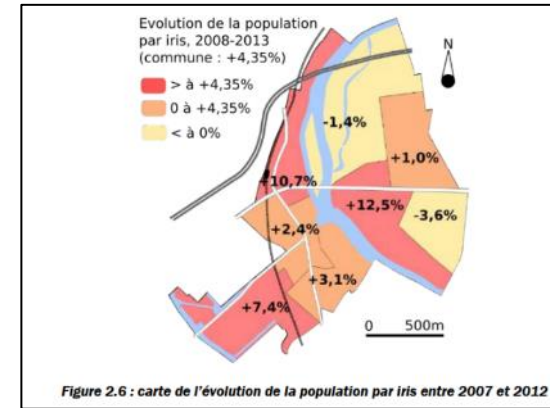 Evolution de la population
par iris, 2008-2013
(commune : +4,35%)
> à +4,35%
0 à +4,35%
< à 0%
N
-1,4%
+1,0%
+10,7%
+12,5%
-3,6%
+2,4%
+3,1%
+7,4%
0 500m
Figure 2.6 : carte de l'évolution de la population par iris entre 2007 et 2012